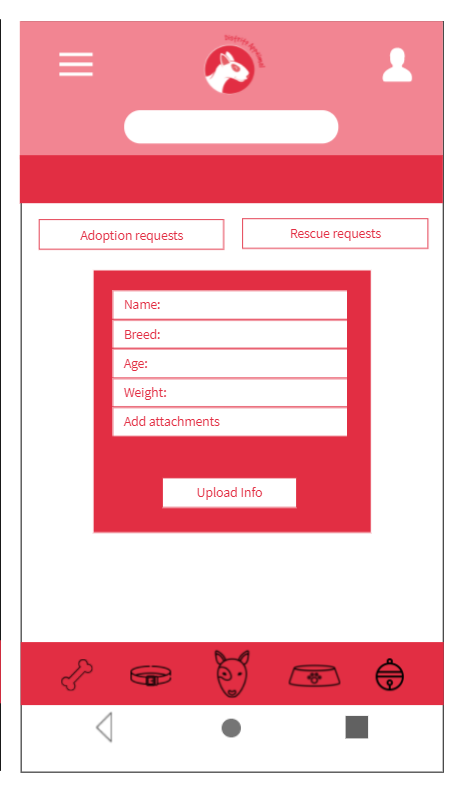 Adoption requests
Rescue requests
Name:
Breed:
Age:
Weight:
Add attachments
Upload Info